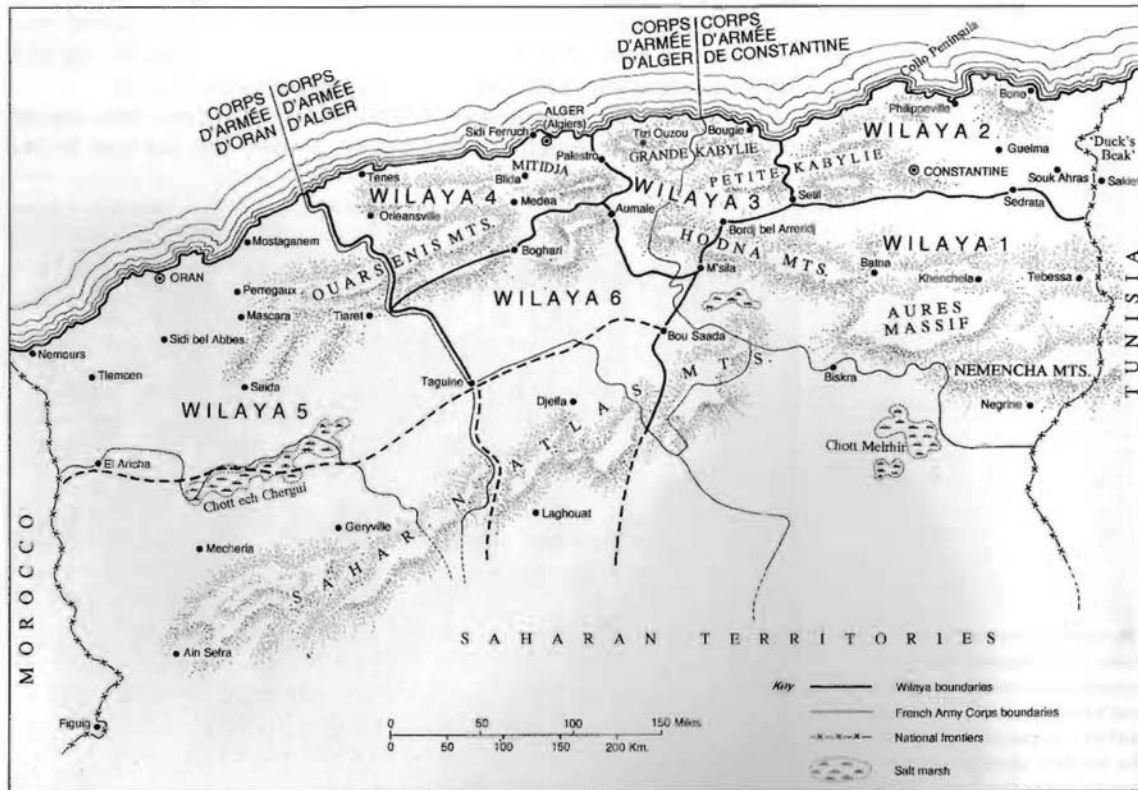 CORPS
D'ARMÉE
D'ORAN
CORPS
D'ARMÉE
D'ALGER
CORPS
D'ARMÉE
D'ALGER
CORPS
D'ARMÉE
DE CONSTANTINE
Collo Peninsula
Philippeville
Bone
Sidi Ferruch
ALGER
(Algiers)
Tizi Ouzou
Bougie
WILAYA 2
'Duck's
Beak'
GRANDE KABYLIE
Palestro
Guelma
MITIDJA
PETITE KABYLIE
CONSTANTINE
Souk Ahras
Sakiet
Tenes
WILAYA 4
Blida
WILAYA 3
Medea
Setif
Sedrata
Orleansville
Aumale
Bordj bel Arreridj
Mostaganem
OUARSENIS MTS.
Boghari
HODNA MTS.
WILAYA 1
ORAN
M'sila
Batna
Khenchela
Tebessa
Perregaux
WILAYA 6
AURES
MASSIF
Mascara
Tiaret
Sidi bel Abbes
Bou Saada
Nemours
Tlemcen
Saida
Taguine
Biskra
NEMENCHA MTS.
TUNISIA
WILAYA 5
Djelfa
Negrine
Chott Melrhir
El Aricha
Chott ech Chergui
SAHARAN ATLAS MTS.
Laghouat
Geryville
Mecheria
MOROCCO
SAHARAN TERRITORIES
Ain Sefra
Figuig
Key
Wilaya boundaries
French Army Corps boundaries
National frontiers
Salt marsh
0 50 100 150 Miles
0 50 100 150 200 Km.